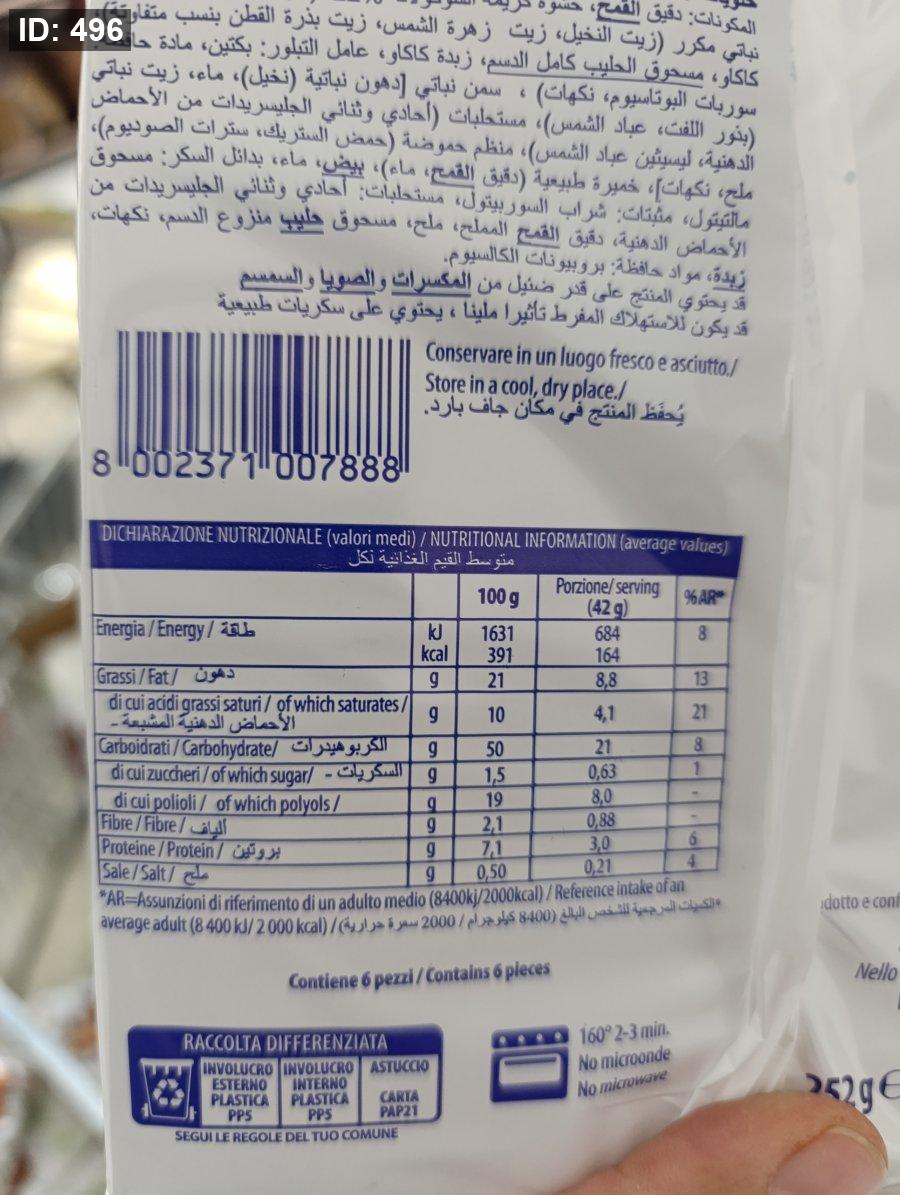 ID: 496
المكونات: دقيق القمح، حشوة كريمة
نباتي مكرر (زيت النخيل، زيت زهرة الشمس، زيت بذرة القطن بنسب متفاوتة)،
كاكاو، مسحوق الحليب كامل الدسم، زبدة كاكاو، عامل التبلور: بكتين، مادة حافظة:
سوربات البوتاسيوم، نكهات) ، سمن نباتي [دهون نباتية (نخيل)، ماء، زيت نباتي
(بذور اللفت، عباد الشمس)، مستحلبات (أحادي وثنائي الجليسريدات من الأحماض
الدهنية، ليسيثين عباد الشمس)، منظم حموضة (حمض الستريك، سترات الصوديوم)،
ملح، نكهات]، خميرة طبيعية (دقيق القمح، ماء)، بيض، ماء، بدائل السكر: مسحوق
مالتيتول، مثبتات: شراب السوربيتول، مستحلبات: أحادي وثنائي الجليسريدات من
الأحماض الدهنية، دقيق القمح المملح، ملح، مسحوق حليب منزوع الدسم، نكهات،
زبدة، مواد حافظة: بروبيونات الكالسيوم.
قد يحتوي المنتج على قدر ضئيل من المكسرات والصويا والسمسم
قد يكون للاستهلاك المفرط تأثيرا ملينا ، يحتوي على سكريات طبيعية
Conservare in un luogo fresco e asciutto./
Store in a cool, dry place./
يُحفَظ المنتج في مكان جاف بارد.
8 002371 007888
DICHIARAZIONE NUTRIZIONALE (valori medi) / NUTRITIONAL INFORMATION (average values)
متوسط القيم الغذائية لكل
100 g Porzione/serving (42 g) %AR*
Energia / Energy / طاقة kJ 1631 684 8
kcal 391 164
Grassi / Fat / دهون g 21 8,8 13
di cui acidi grassi saturi / of which saturates /
الأحماض الدهنية المشبعة - g 10 4,1 21
Carboidrati / Carbohydrate/ الكربوهيدرات g 50 21 8
di cui zuccheri / of which sugar/ السكريات - g 1,5 0,63 1
di cui polioli / of which polyols / g 19 8,0 -
Fibre / Fibre / ألياف g 2,1 0,88 -
Proteine / Protein / بروتين g 7,1 3,0 6
Sale / Salt / ملح g 0,50 0,21 4
*AR=Assunzioni di riferimento di un adulto medio (8400kj/2000kcal) / Reference intake of an
average adult (8 400 kJ/ 2 000 kcal) / *الكميات المرجعية للشخص البالغ (8400 كيلوجرام / 2000 سعرة حرارية)
Contiene 6 pezzi / Contains 6 pieces
RACCOLTA DIFFERENZIATA
INVOLUCRO ESTERNO PLASTICA PP5
INVOLUCRO INTERNO PLASTICA PP5
ASTUCCIO CARTA PAP21
SEGUI LE REGOLE DEL TUO COMUNE
160° 2-3 min.
No microonde
No microwave
dotto e conf
Nello
252 g e